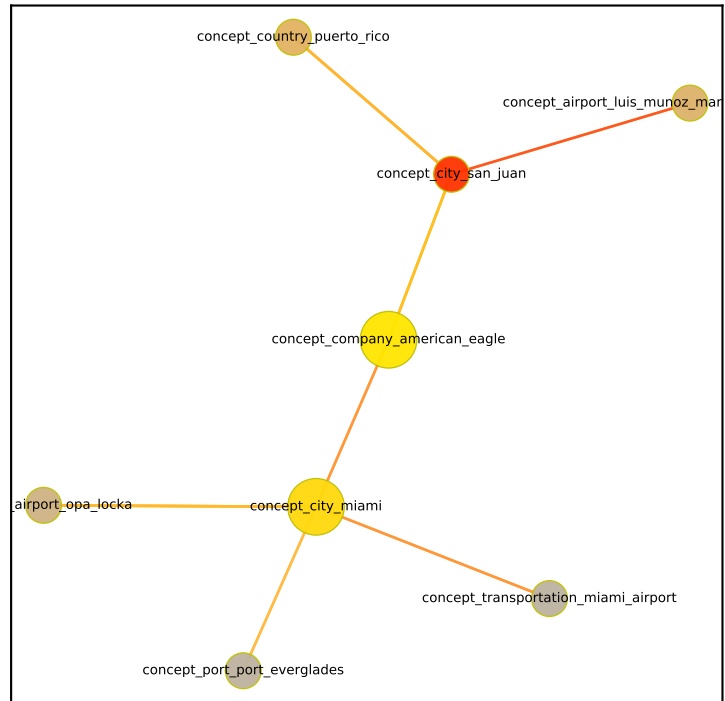 concept_country_puerto_rico
concept_airport_luis_munoz_mar
concept_city_san_juan
concept_company_american_eagle
_airport_opa_locka
concept_city_miami
concept_transportation_miami_airport
concept_port_port_everglades